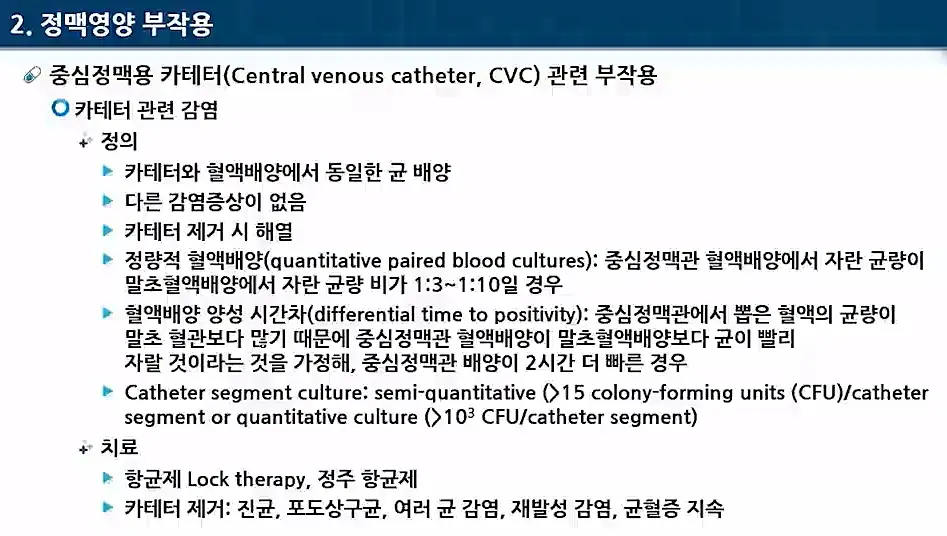 2. 정맥영양 부작용
중심정맥용 카테터(Central venous catheter, CVC) 관련 부작용
카테터 관련 감염
정의
카테터와 혈액배양에서 동일한 균 배양
다른 감염증상이 없음
카테터 제거 시 해열
정량적 혈액배양(quantitative paired blood cultures): 중심정맥관 혈액배양에서 자란 균량이
말초혈액배양에서 자란 균량 비가 1:3~1:10일 경우
혈액배양 양성 시간차(differential time to positivity): 중심정맥관에서 뽑은 혈액의 균량이
말초 혈관보다 많기 때문에 중심정맥관 혈액배양이 말초혈액배양보다 균이 빨리
자랄 것이라는 것을 가정해, 중심정맥관 배양이 2시간 더 빠른 경우
Catheter segment culture: semi-quantitative (>15 colony-forming units (CFU)/catheter
segment or quantitative culture (>10³ CFU/catheter segment)
치료
항균제 Lock therapy, 정주 항균제
카테터 제거: 진균, 포도상구균, 여러 균 감염, 재발성 감염, 균혈증 지속